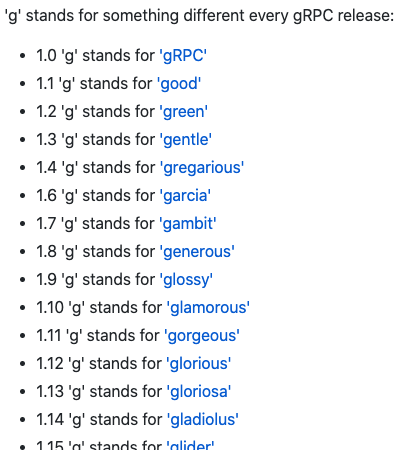 'g' stands for something different every gRPC release:
1.0 'g' stands for 'gRPC'
1.1 'g' stands for 'good'
1.2 'g' stands for 'green'
1.3 'g' stands for 'gentle'
1.4 'g' stands for 'gregarious'
1.6 'g' stands for 'garcia'
1.7 'g' stands for 'gambit'
1.8 'g' stands for 'generous'
1.9 'g' stands for 'glossy'
1.10 'g' stands for 'glamorous'
1.11 'g' stands for 'gorgeous'
1.12 'g' stands for 'glorious'
1.13 'g' stands for 'gloriosa'
1.14 'g' stands for 'gladiolus'
1.15 'g' stands for 'glider'